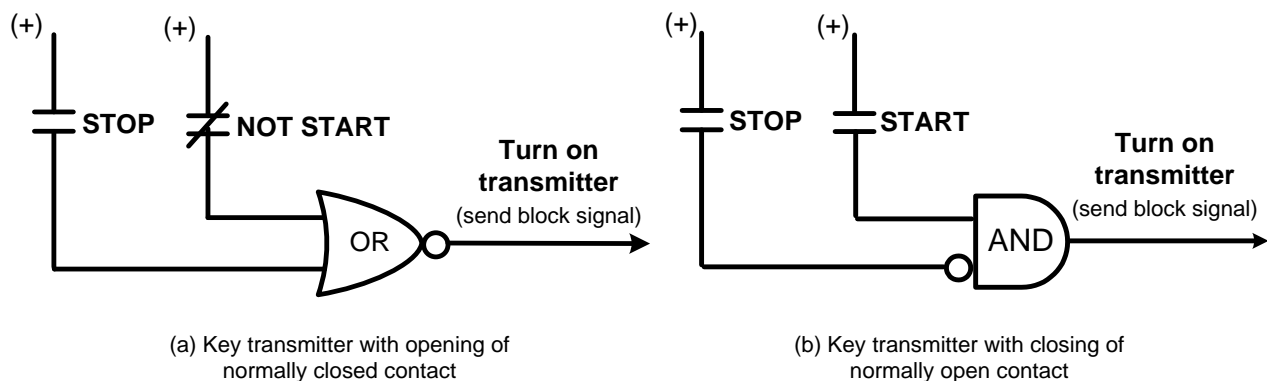 (+)
(+)
STOP
NOT START
Turn on
transmitter
(send block signal)
OR
(a) Key transmitter with opening of
normally closed contact
(+)
(+)
STOP
START
Turn on
transmitter
(send block signal)
AND
(b) Key transmitter with closing of
normally open contact